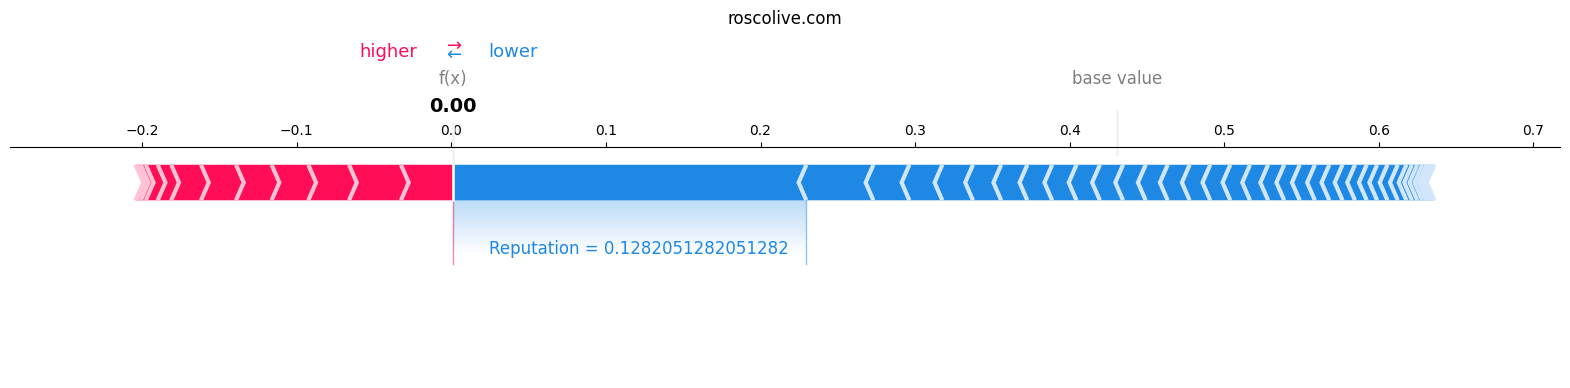 roscolive.com
higher → ← lower
f(x) base value
0.00
−0.2 −0.1 0.0 0.1 0.2 0.3 0.4 0.5 0.6 0.7
Reputation = 0.1282051282051282